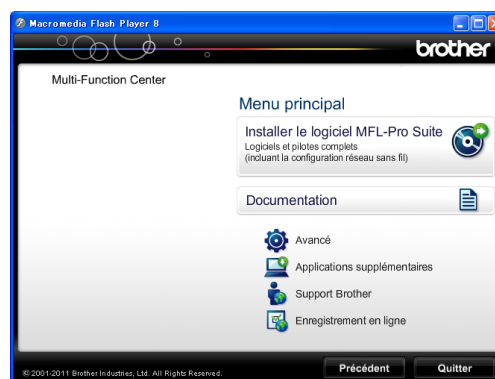 Macromedia Flash Player 8
brother
Multi-Function Center
Menu principal
Installer le logiciel MFL-Pro Suite
Logiciels et pilotes complets
(incluant la configuration réseau sans fil)
Documentation
Avancé
Applications supplémentaires
Support Brother
Enregistrement en ligne
© 2001-2011 Brother Industries, Ltd. All Rights Reserved.
Précédent
Quitter